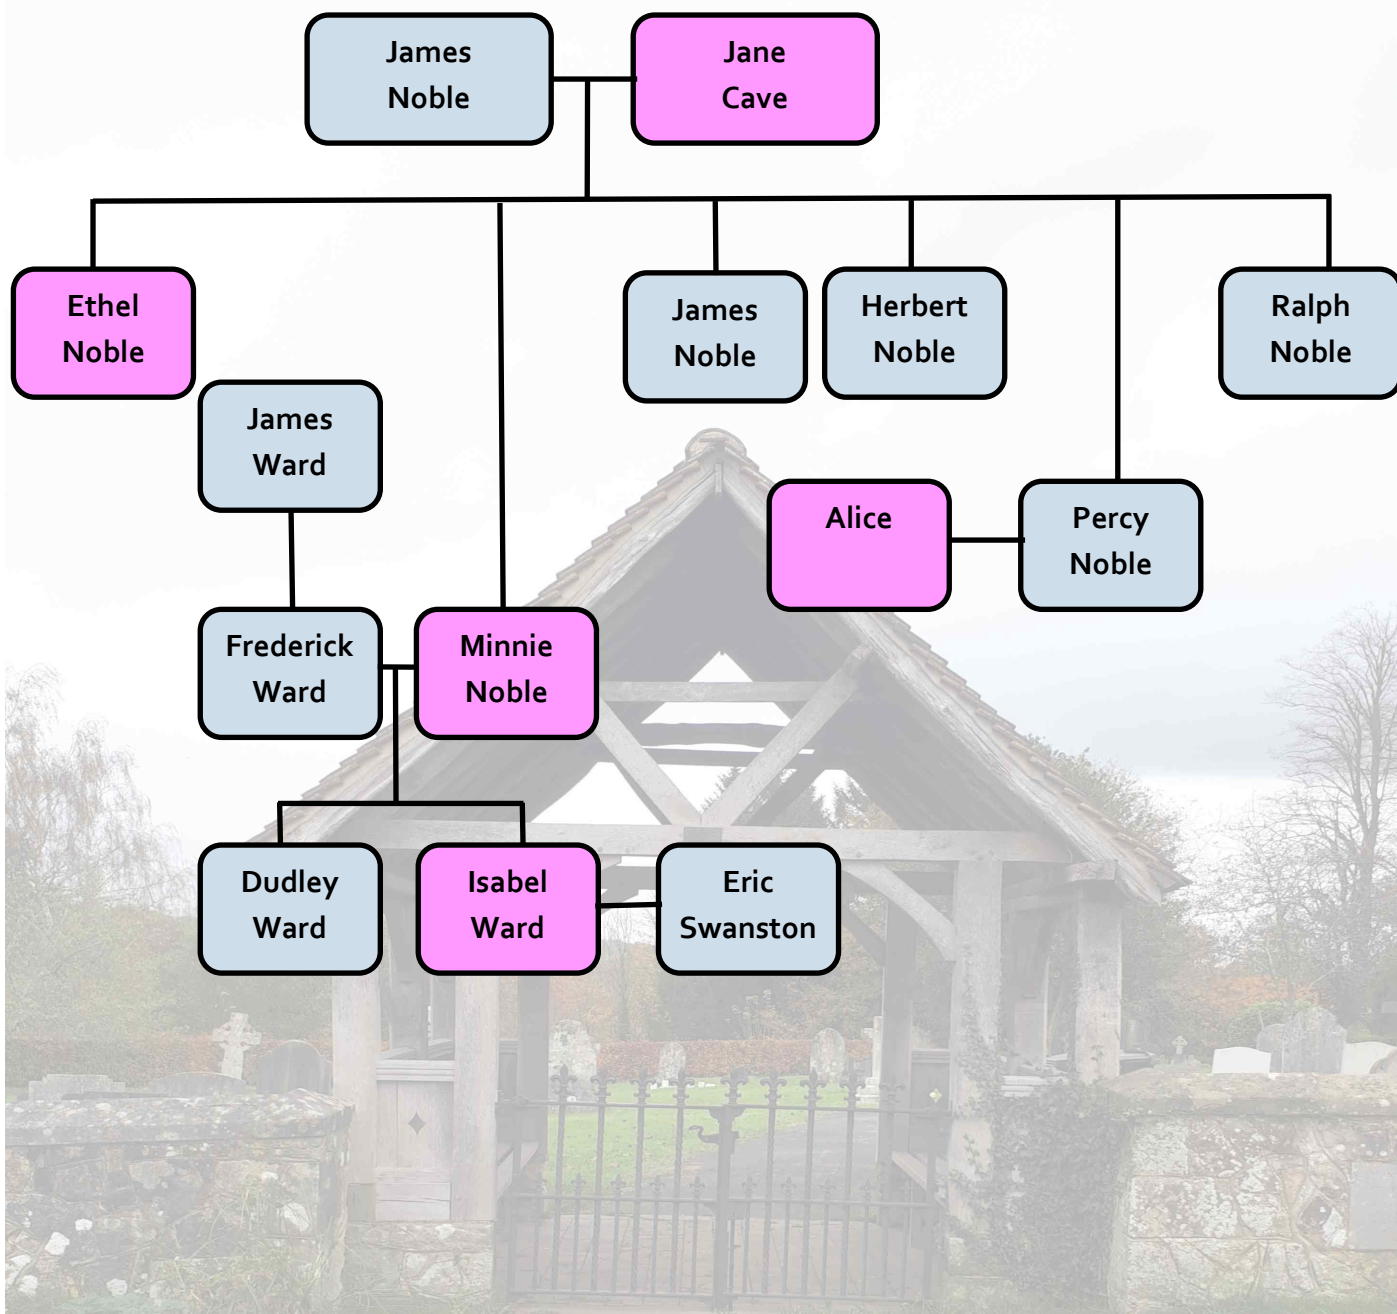 James
Noble
Jane
Cave
Ethel
Noble
James
Noble
Herbert
Noble
Ralph
Noble
James
Ward
Alice
Percy
Noble
Frederick
Ward
Minnie
Noble
Dudley
Ward
Isabel
Ward
Eric
Swanston